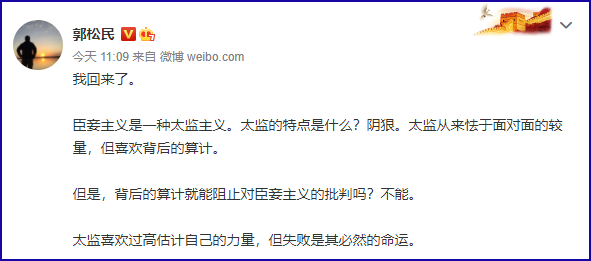 郭松民
今天 11:09 来自 微博 weibo.com
我回来了。
臣妾主义是一种太监主义。太监的特点是什么？阴狠。太监从来怯于面对面的较
量，但喜欢背后的算计。
但是，背后的算计就能阻止对臣妾主义的批判吗？不能。
太监喜欢过高估计自己的力量，但失败是其必然的命运。